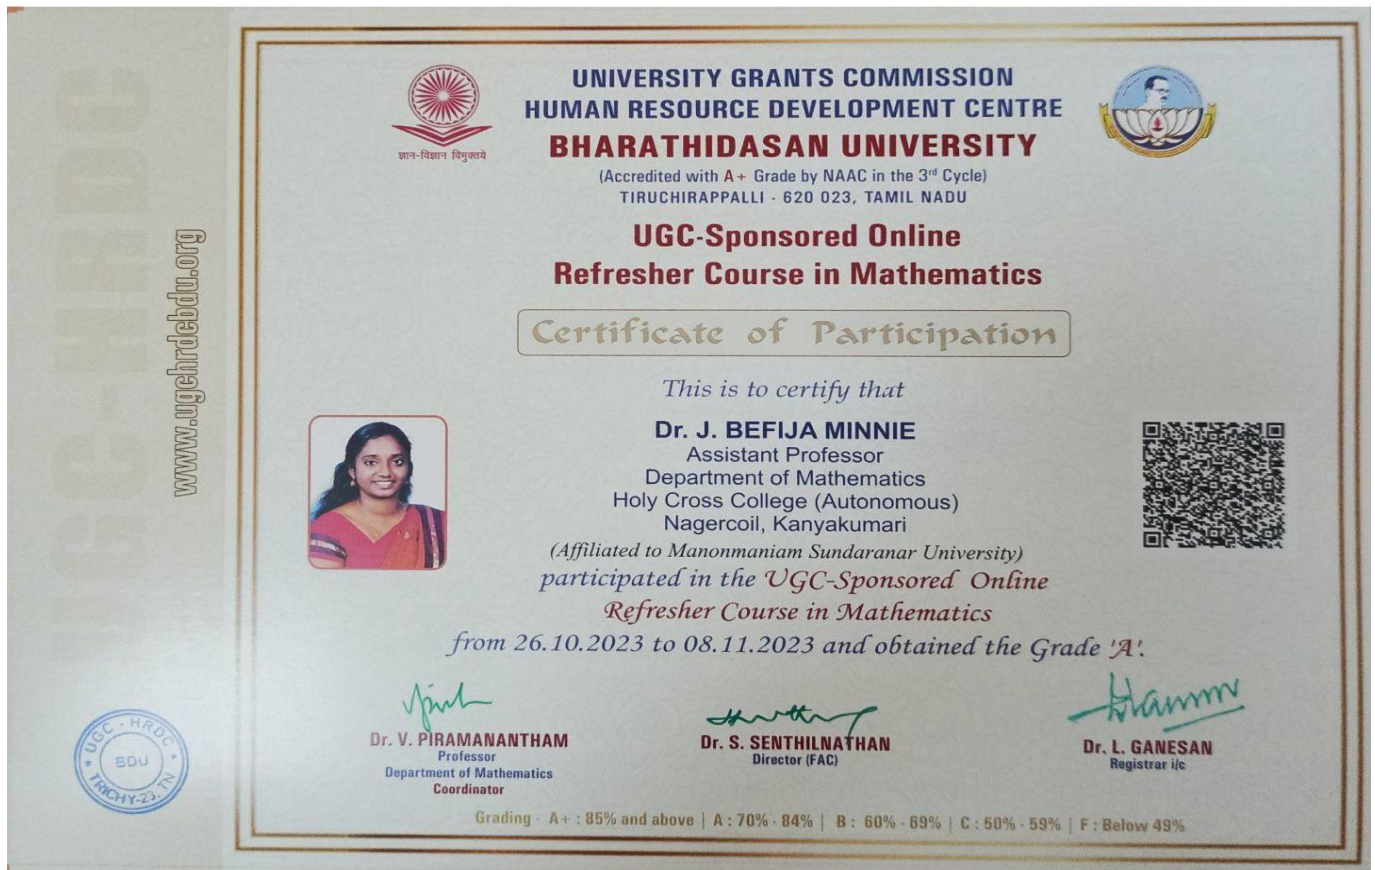 UGC-HRDC
www.ugchrdcbdu.org
ज्ञान-विज्ञान विमुक्तये
UNIVERSITY GRANTS COMMISSION
HUMAN RESOURCE DEVELOPMENT CENTRE
BHARATHIDASAN UNIVERSITY
(Accredited with A+ Grade by NAAC in the 3rd Cycle)
TIRUCHIRAPPALLI - 620 023, TAMIL NADU
UGC-Sponsored Online
Refresher Course in Mathematics
Certificate of Participation
This is to certify that
Dr. J. BEFIJA MINNIE
Assistant Professor
Department of Mathematics
Holy Cross College (Autonomous)
Nagercoil, Kanyakumari
(Affiliated to Manonmaniam Sundaranar University)
participated in the UGC-Sponsored Online
Refresher Course in Mathematics
from 26.10.2023 to 08.11.2023 and obtained the Grade 'A'.
Dr. V. PIRAMANANTHAM
Professor
Department of Mathematics
Coordinator
Dr. S. SENTHILNATHAN
Director (FAC)
Dr. L. GANESAN
Registrar i/c
UGC - HRDC
BDU
TRICHY-23. TN
Grading - A+ : 85% and above | A : 70% - 84% | B : 60% - 69% | C : 50% - 59% | F : Below 49%